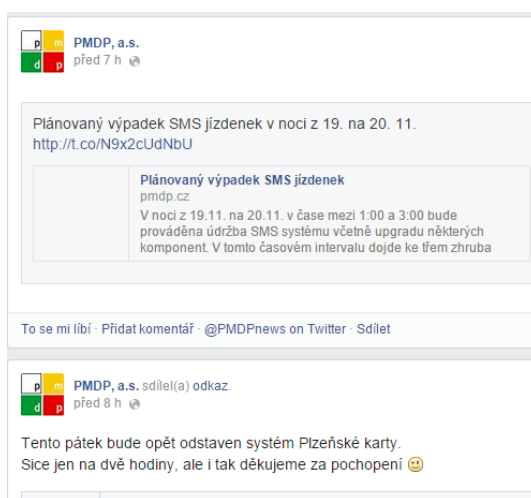 p m
d p
PMDP, a.s.
před 7 h
Plánovaný výpadek SMS jízdenek v noci z 19. na 20. 11.
http://t.co/N9x2cUdNbU
Plánovaný výpadek SMS jízdenek
pmdp.cz
V noci z 19.11. na 20.11. v čase mezi 1:00 a 3:00 bude
prováděna údržba SMS systému včetně upgradu některých
komponent. V tomto časovém intervalu dojde ke třem zhruba
To se mi líbí · Přidat komentář · @PMDPnews on Twitter · Sdílet
p m
d p
PMDP, a.s. sdílel(a) odkaz.
před 8 h
Tento pátek bude opět odstaven systém Plzeňské karty.
Sice jen na dvě hodiny, ale i tak děkujeme za pochopení